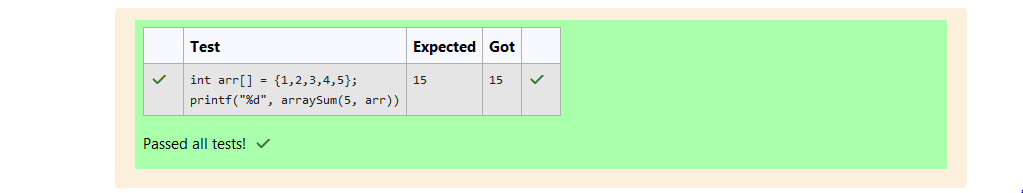 Test Expected Got
int arr[] = {1,2,3,4,5}; 15 15
printf("%d", arraySum(5, arr))
Passed all tests!